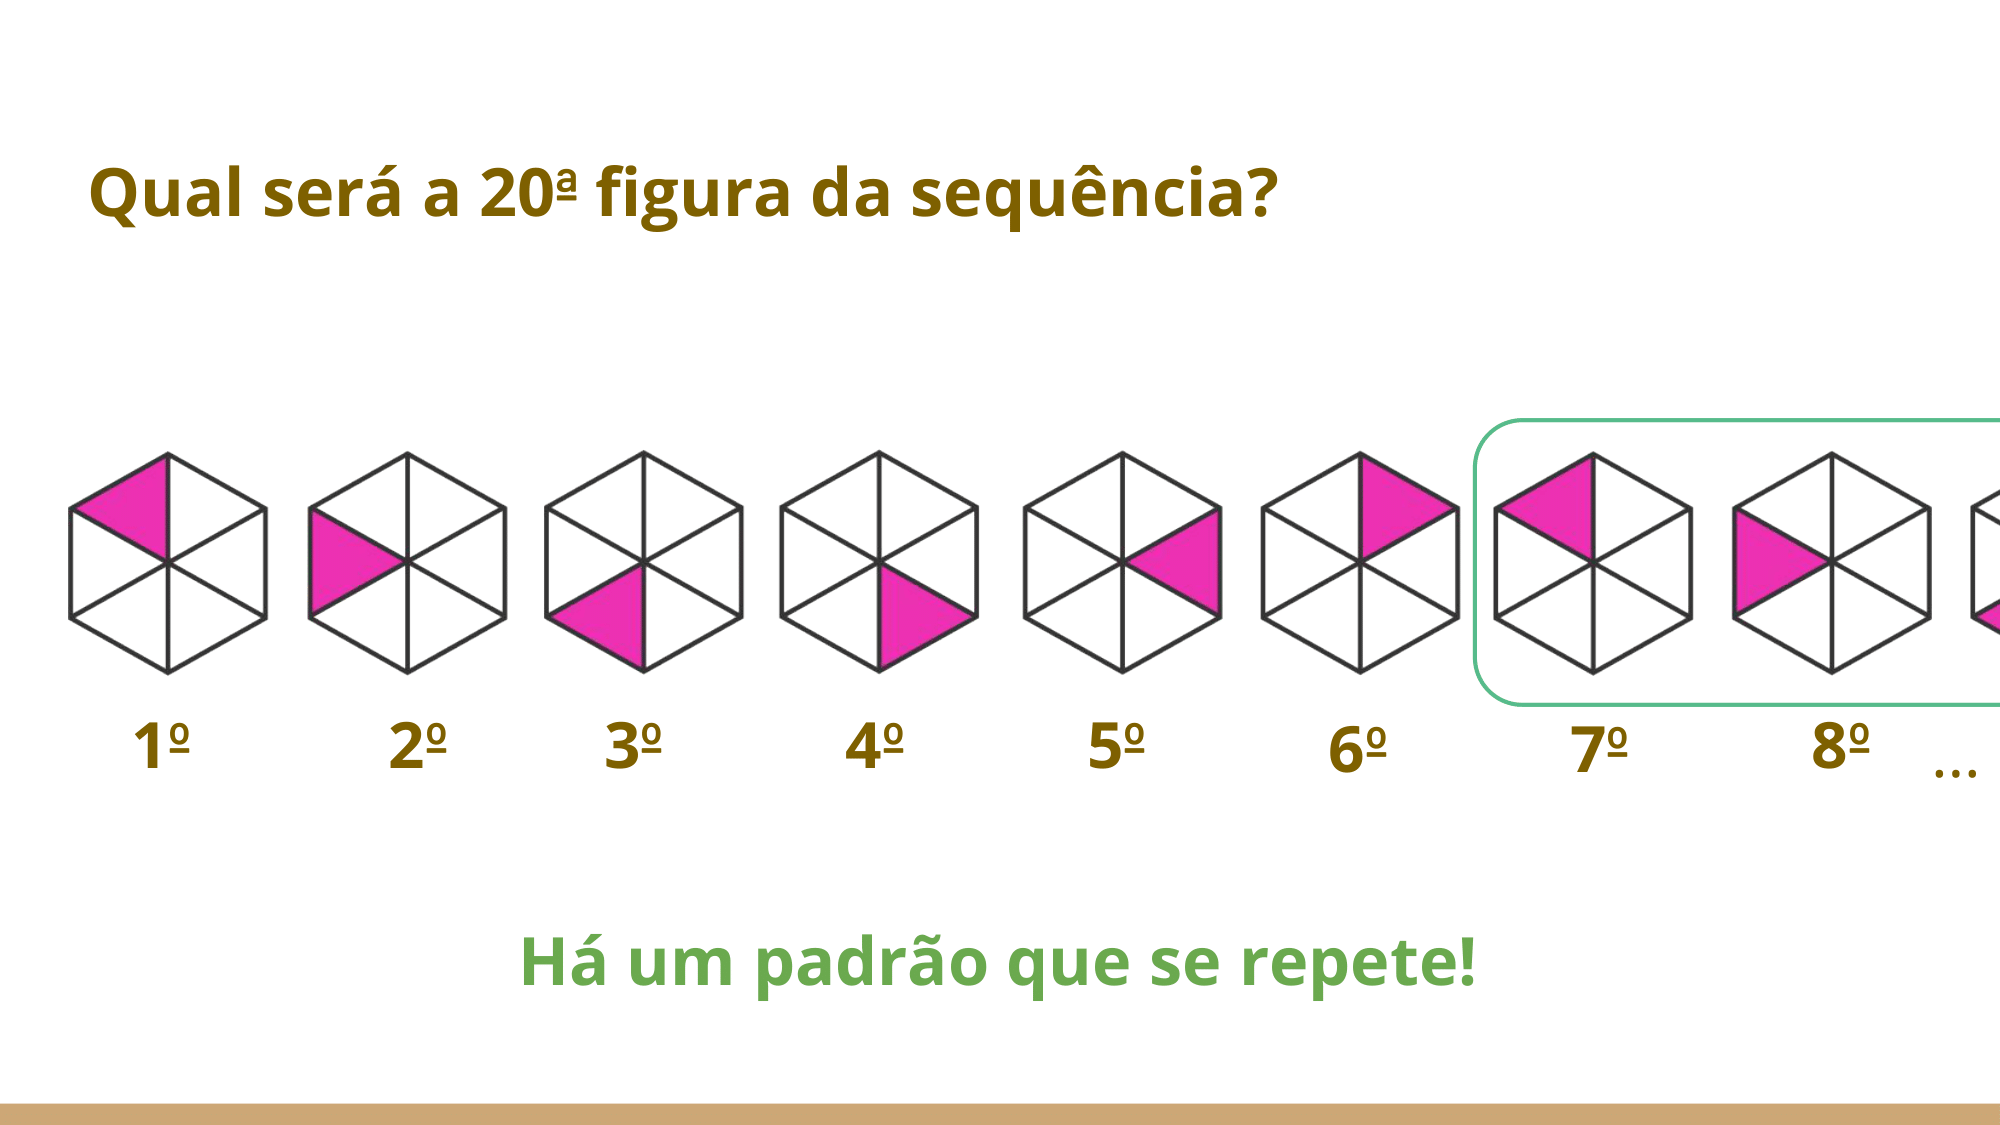 Qual será a 20ª figura da sequência?
1º 2º 3º 4º 5º 6º 7º 8º ...
Há um padrão que se repete!